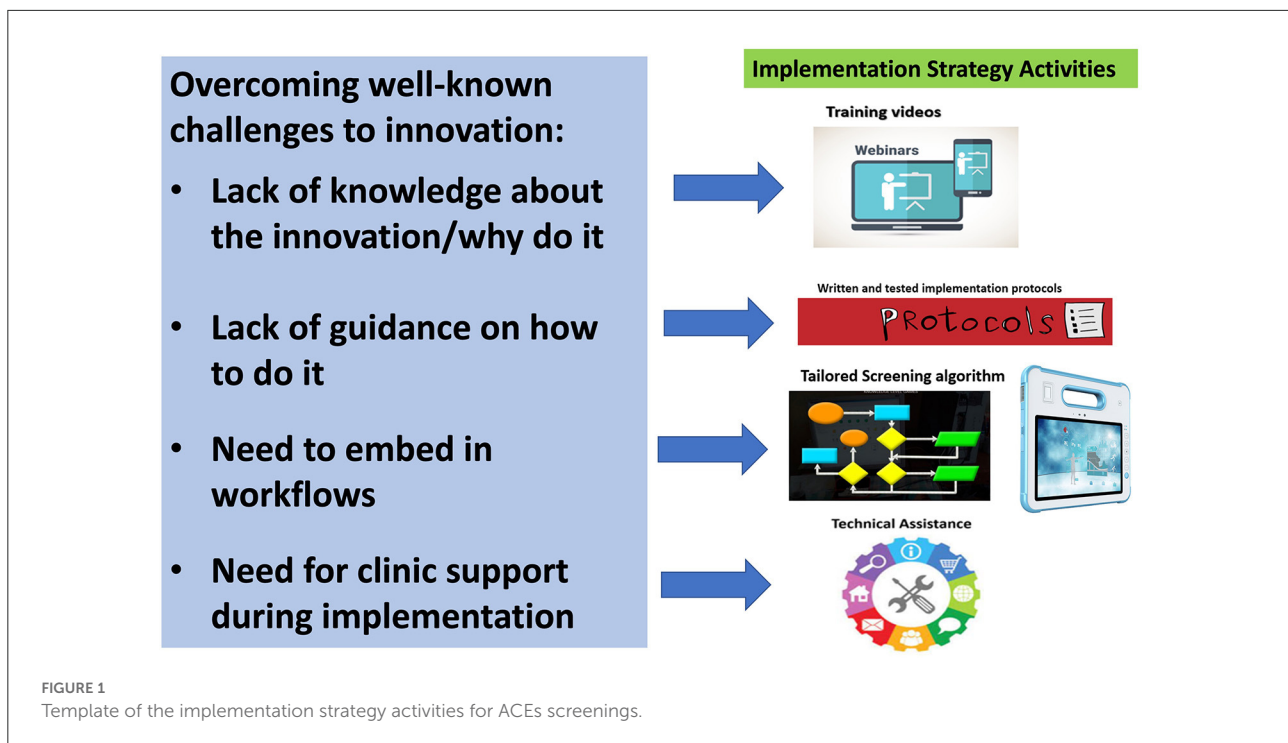 Overcoming well-known
challenges to innovation:
• Lack of knowledge about
the innovation/why do it
• Lack of guidance on how
to do it
• Need to embed in
workflows
• Need for clinic support
during implementation
Implementation Strategy Activities
Training videos
Webinars
Written and tested implementation protocols
PRotocols
Tailored Screening algorithm
Technical Assistance
FIGURE 1
Template of the implementation strategy activities for ACEs screenings.